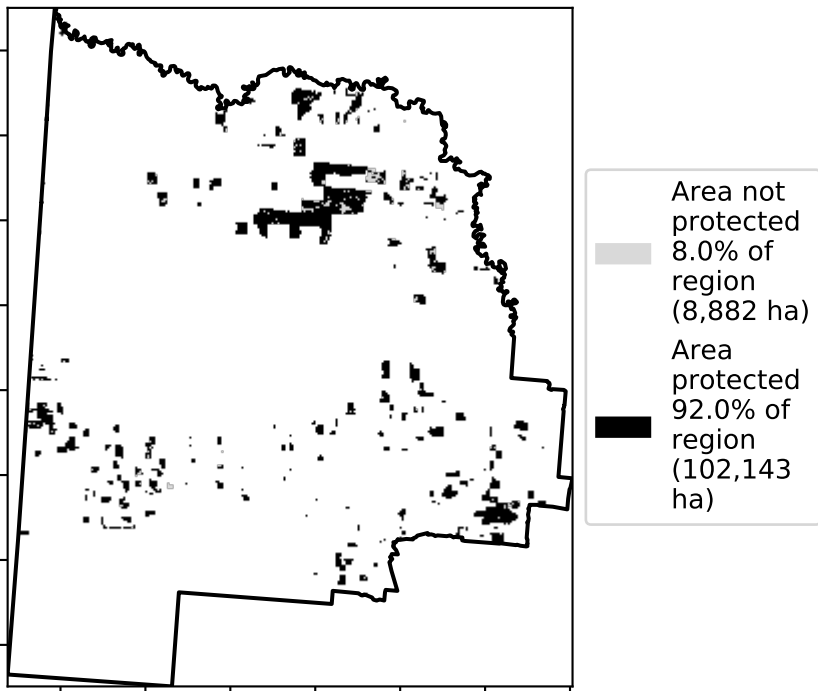 Area not
protected
8.0% of
region
(8,882 ha)
Area
protected
92.0% of
region
(102,143
ha)